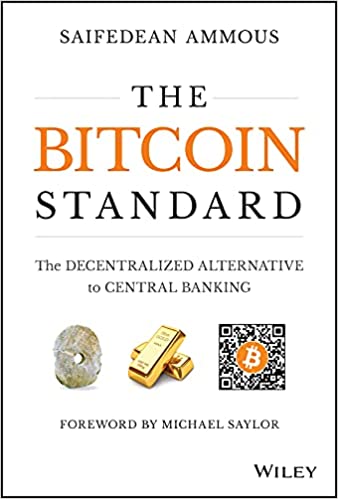 SAIFEDEAN AMMOUS
THE
BITCOIN
STANDARD
The DECENTRALIZED ALTERNATIVE
to CENTRAL BANKING
FOREWORD BY MICHAEL SAYLOR
WILEY